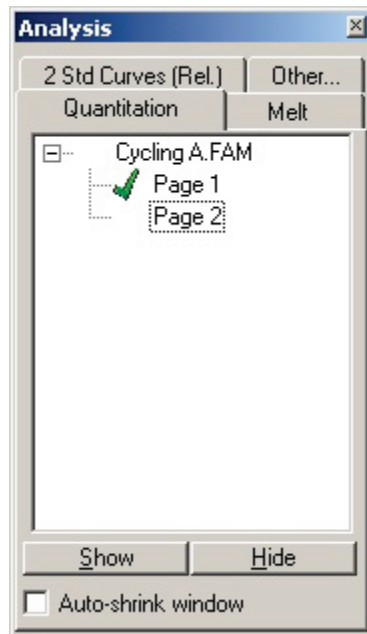 Analysis
2 Std Curves (Rel.) Other...
Quantitation Melt
Cycling A.FAM
Page 1
Page 2
Show Hide
Auto-shrink window